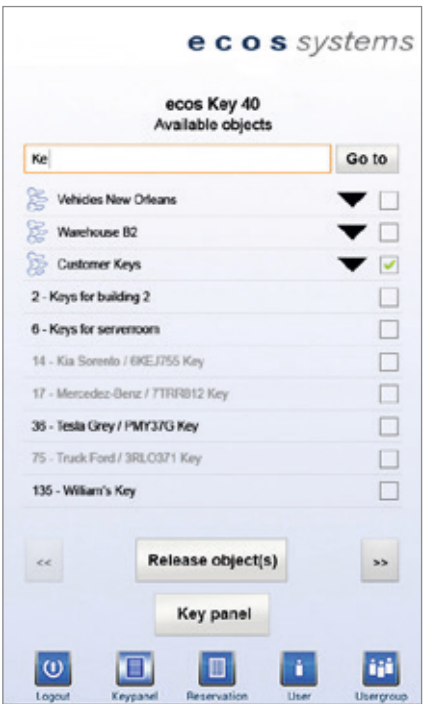 ecos systems
ecos Key 40
Available objects
Ke
Go to
Vehicles New Orleans
Warehouse B2
Customer Keys
2 - Keys for building 2
6 - Keys for serverroom
14 - Kia Sorento / 6KEJ755 Key
17 - Mercedez-Benz / 7TRR812 Key
36 - Tesla Grey / PMY37G Key
75 - Truck Ford / 3RLO371 Key
135 - William's Key
<< Release object(s) >>
Key panel
Logout Keypanel Reservation User Usergroup